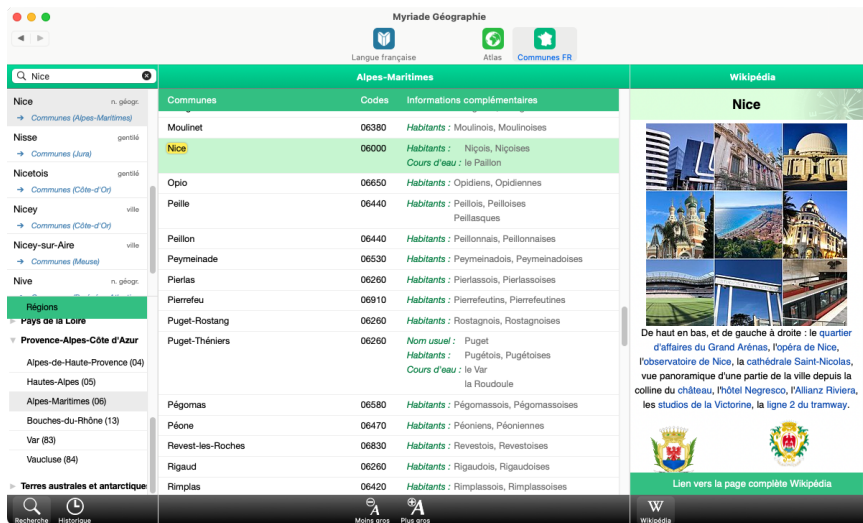 Myriade Géographie
Langue française
Atlas
Communes FR
Nice
Alpes-Maritimes
Wikipédia
Nice n. géogr.
→ Communes (Alpes-Maritimes)
Nisse gentilé
→ Communes (Jura)
Nicetois gentilé
→ Communes (Côte-d'Or)
Nicey ville
→ Communes (Côte-d'Or)
Nicey-sur-Aire ville
→ Communes (Meuse)
Nive n. géogr.
Régions
Pays de la Loire
Provence-Alpes-Côte d'Azur
Alpes-de-Haute-Provence (04)
Hautes-Alpes (05)
Alpes-Maritimes (06)
Bouches-du-Rhône (13)
Var (83)
Vaucluse (84)
Terres australes et antarctique
Communes Codes Informations complémentaires
Moulinet 06380 Habitants : Moulinois, Moulinoises
Nice 06000 Habitants : Niçois, Niçoises
Cours d'eau : le Paillon
Opio 06650 Habitants : Opidiens, Opidiennes
Peille 06440 Habitants : Peillois, Peilloises
Peillasques
Peillon 06440 Habitants : Peillonnais, Peillonnaises
Peymeinade 06530 Habitants : Peymeinadois, Peymeinadoises
Pierlas 06260 Habitants : Pierlassois, Pierlassoises
Pierrefeu 06910 Habitants : Pierrefeutins, Pierrefeutines
Puget-Rostang 06260 Habitants : Rostagnois, Rostagnoises
Puget-Théniers 06260 Nom usuel : Puget
Habitants : Pugétois, Pugétoises
Cours d'eau : le Var
la Roudoule
Pégomas 06580 Habitants : Pégomassois, Pégomassoises
Péone 06470 Habitants : Péoniens, Péoniennes
Revest-les-Roches 06830 Habitants : Revestois, Revestoises
Rigaud 06260 Habitants : Rigaudois, Rigaudoises
Rimplas 06420 Habitants : Rimplassois, Rimplassoises
Nice
De haut en bas, et de gauche à droite : le quartier
d'affaires du Grand Arénas, l'opéra de Nice,
l'observatoire de Nice, la cathédrale Saint-Nicolas,
vue panoramique d'une partie de la ville depuis la
colline du château, l'hôtel Negresco, l'Allianz Riviera,
les studios de la Victorine, la ligne 2 du tramway.
Lien vers la page complète Wikipédia
Recherche
Historique
Moins gros
Plus gros
W
Wikipédia